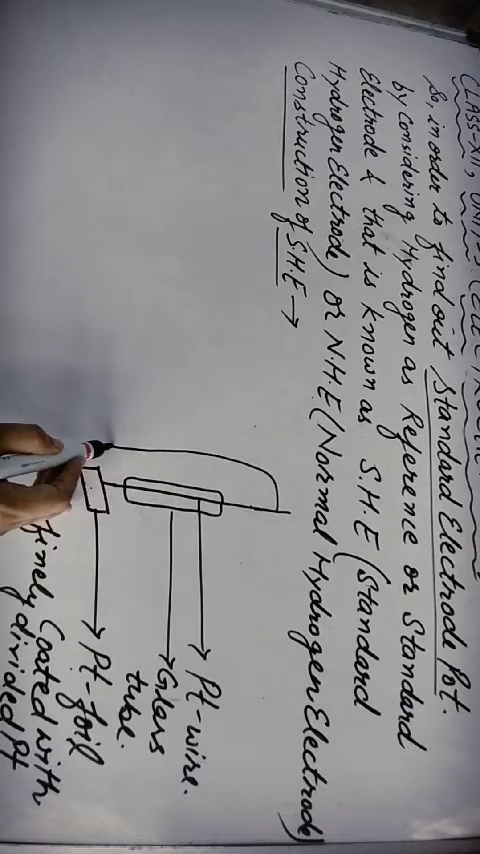 CLASS-XII, UNIT-3
So, in order to find out Standard Electrode Pot.
by considering Hydrogen as Reference or Standard
Electrode & that is known as S.H.E (Standard
Hydrogen Electrode) or N.H.E (Normal Hydrogen Electrode)
Construction of S.H.E →
Pt-wire.
Glass
tube.
Pt-foil
finely Coated with
divided Pt